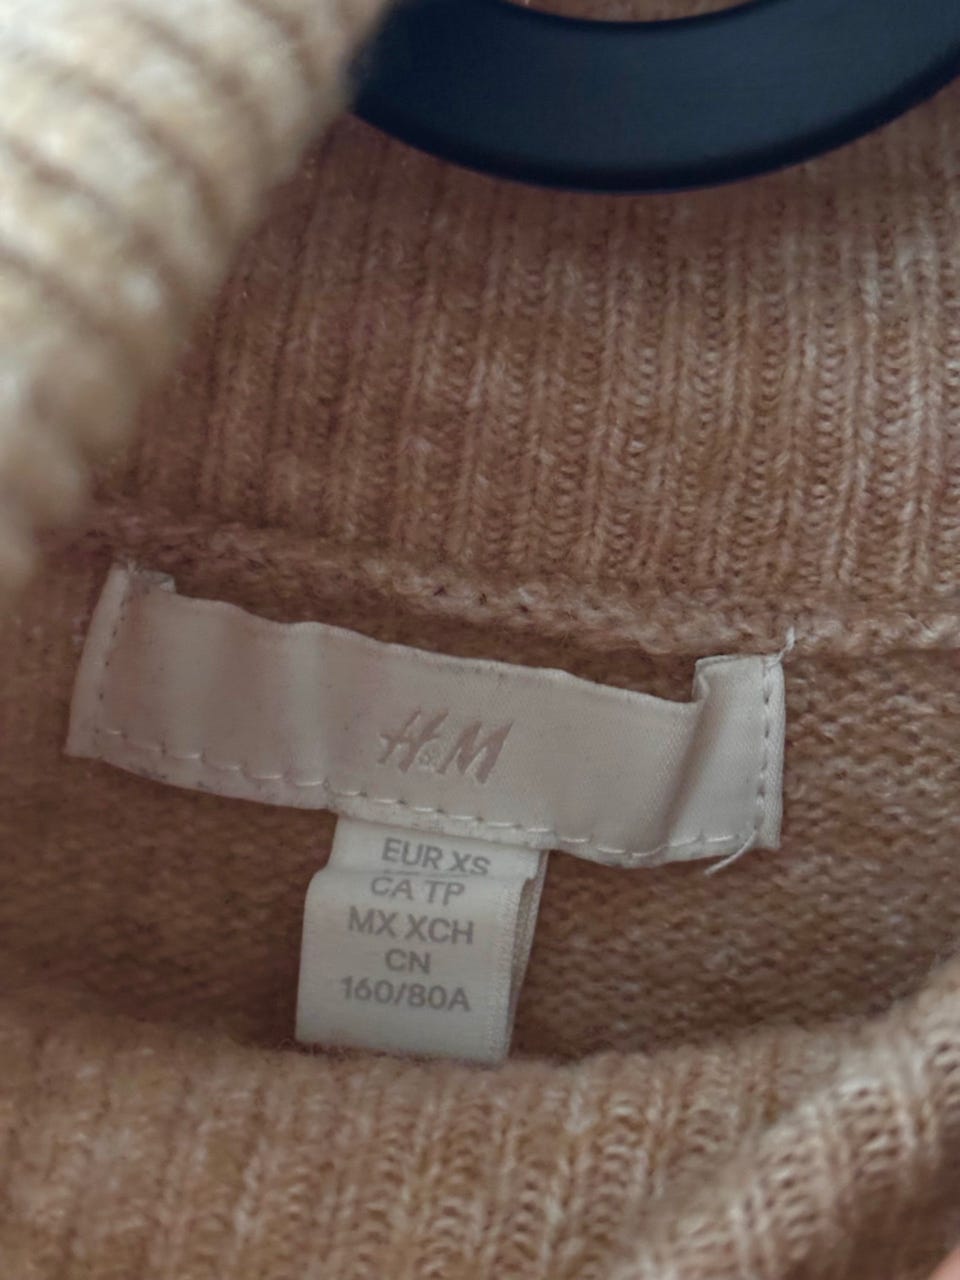 H&M
EUR XS
CA TP
MX XCH
CN
160/80A